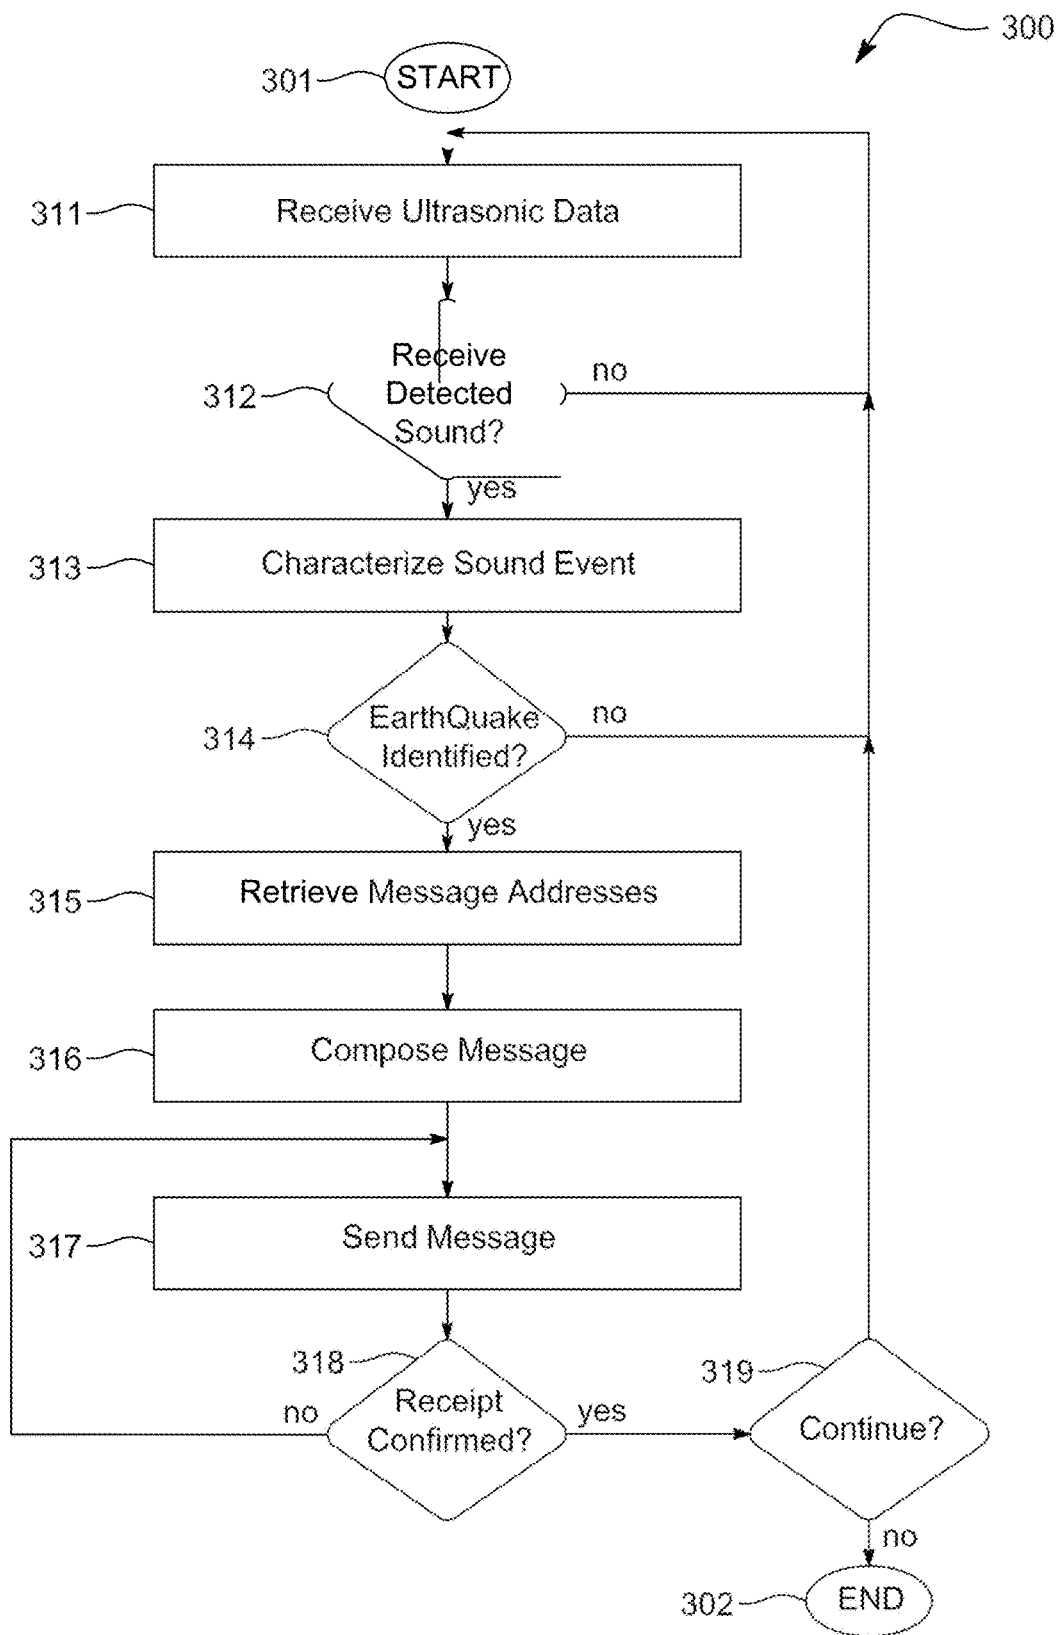 300
301
START
311
Receive Ultrasonic Data
312
Receive
Detected
Sound?
no
yes
313
Characterize Sound Event
314
EarthQuake
Identified?
no
yes
315
Retrieve Message Addresses
316
Compose Message
317
Send Message
318
Receipt
Confirmed?
no
yes
319
Continue?
no
302
END